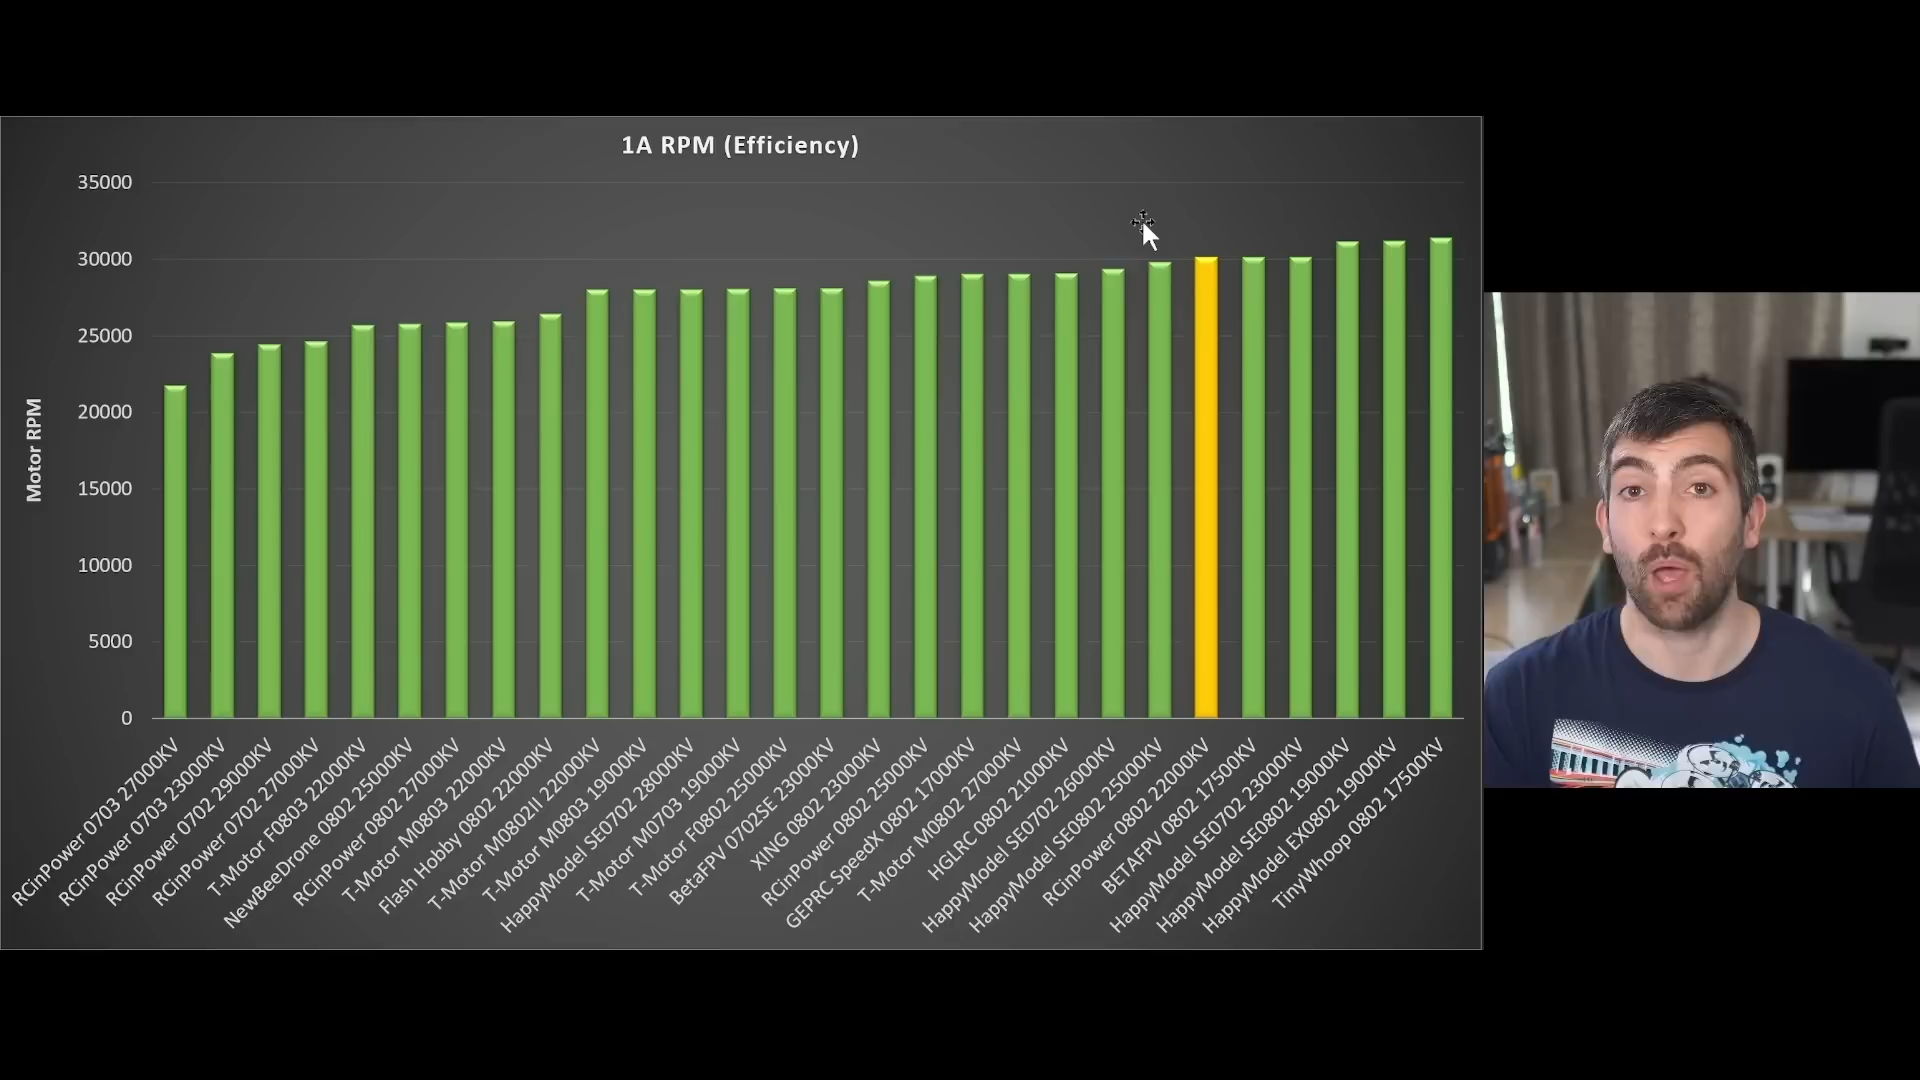 1A RPM (Efficiency)
35000
30000
25000
20000
15000
10000
5000
0
Motor RPM
RCinPower 0703 27000KV
RCinPower 0703 23000KV
RCinPower 0702 29000KV
RCinPower 0702 27000KV
T-Motor F0803 22000KV
NewBeeDrone 0802 25000KV
RCinPower 0802 27000KV
T-Motor M0803 22000KV
Flash Hobby 0802 22000KV
T-Motor M0802II 22000KV
T-Motor M0803 19000KV
HappyModel SE0702 28000KV
T-Motor M0703 19000KV
T-Motor F0802 25000KV
BetaFPV 0702SE 23000KV
XING 0802 23000KV
RCinPower 0802 25000KV
GEPRC SpeedX 0802 17000KV
T-Motor M0802 27000KV
HGLRC 0802 21000KV
HappyModel SE0702 26000KV
HappyModel SE0802 25000KV
RCinPower 0802 22000KV
BETAFPV 0802 17500KV
HappyModel SE0702 23000KV
HappyModel SE0802 19000KV
HappyModel EX0802 19000KV
TinyWhoop 0802 17500KV